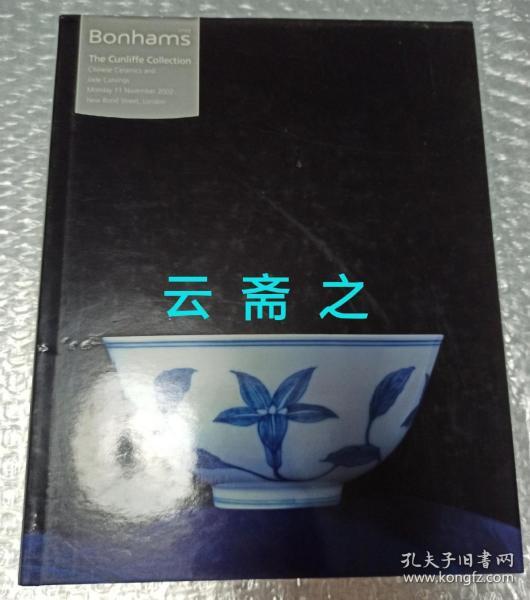 Bonhams
The Cunliffe Collection
Chinese Ceramics and
Jade Carvings
Monday 11 November 2002
New Bond Street, London
云斋之
孔夫子旧书网
www.kongfz.com